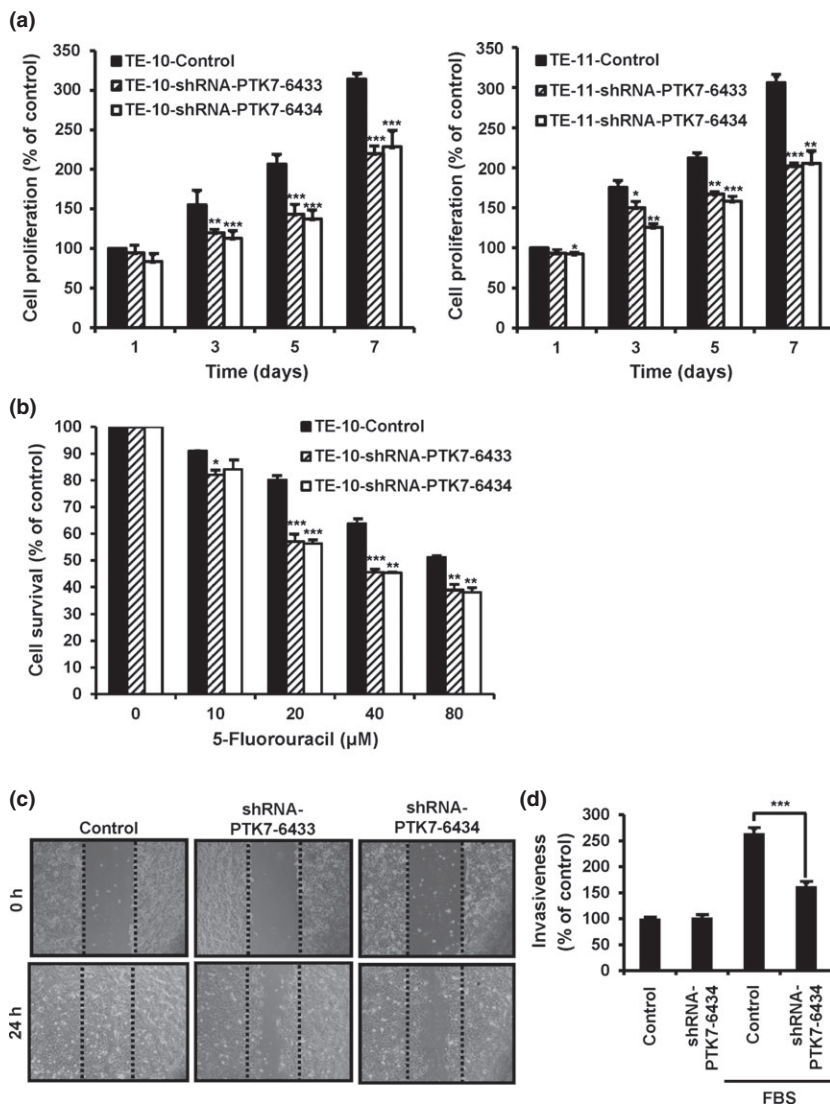 (a)
350
300
250
200
150
100
50
0
Cell proliferation (% of control)
TE-10-Control
TE-10-shRNA-PTK7-6433
TE-10-shRNA-PTK7-6434
** ***
*** ***
*** ***
1 3 5 7
Time (days)
350
300
250
200
150
100
50
0
Cell proliferation (% of control)
TE-11-Control
TE-11-shRNA-PTK7-6433
TE-11-shRNA-PTK7-6434
*
* **
** ***
*** **
1 3 5 7
Time (days)
(b)
100
90
80
70
60
50
40
30
20
10
0
Cell survival (% of control)
TE-10-Control
TE-10-shRNA-PTK7-6433
TE-10-shRNA-PTK7-6434
*
*** ***
*** **
** **
0 10 20 40 80
5-Fluorouracil (µM)
(c)
Control
shRNA-
PTK7-6433
shRNA-
PTK7-6434
0 h
24 h
(d)
300
250
200
150
100
50
0
Invasiveness
(% of control)
***
Control
shRNA-
PTK7-6434
Control
shRNA-
PTK7-6434
FBS